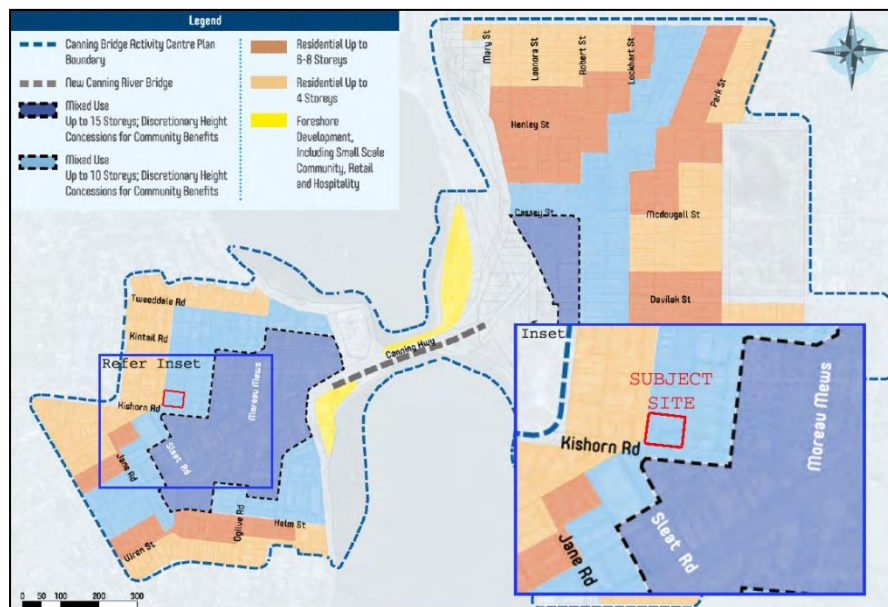 Legend
Canning Bridge Activity Centre Plan
Boundary
New Canning River Bridge
Mixed Use
Up to 15 Storeys; Discretionary Height
Concessions for Community Benefits
Mixed Use
Up to 10 Storeys; Discretionary Height
Concessions for Community Benefits
Residential Up to
6-8 Storeys
Residential Up to
4 Storeys
Foreshore
Development,
Including Small Scale
Community, Retail
and Hospitality
Mary St
Leonora St
Robert St
Lockhart St
Park St
Henley St
Cassey St
Mcdougall St
Davilak St
Tweeddale Rd
Kintail Rd
Refer Inset
Kishorn Rd
Moreau Mews
Canning Hwy
Sleat Rd
Jane Rd
Ogilvie Rd
Helm St
Wren St
0 50 100 200 300
Inset
SUBJECT
SITE
Kishorn Rd
Moreau Mews
Sleat Rd
Jane Rd